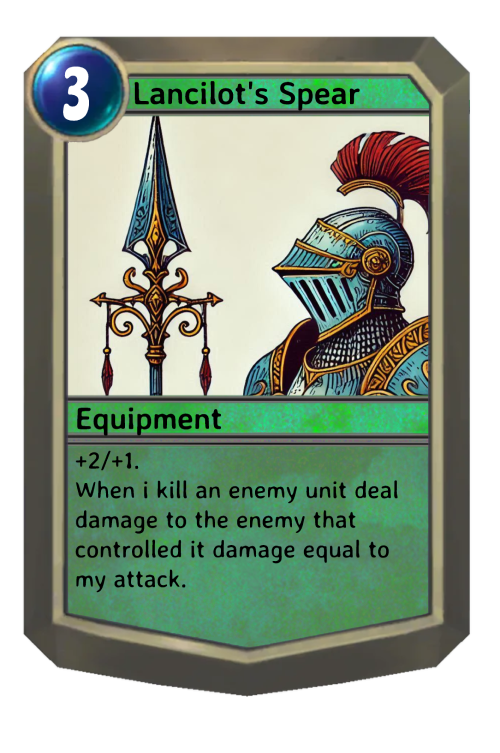 3
Lancilot's Spear
Equipment
+2/+1.
When i kill an enemy unit deal
damage to the enemy that
controlled it damage equal to
my attack.